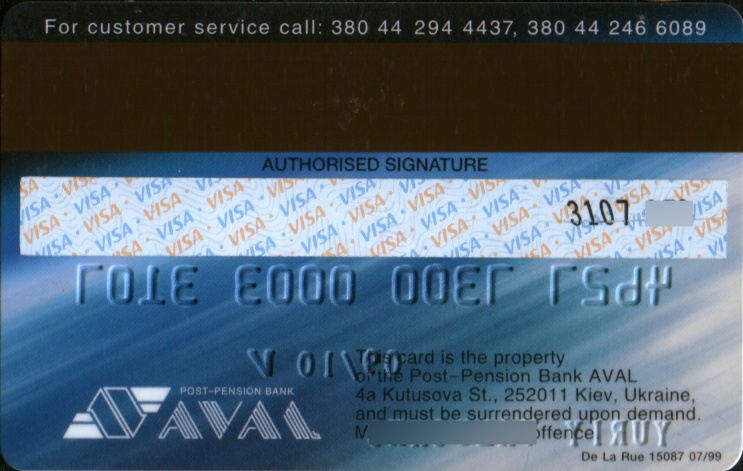 For customer service call: 380 44 294 4437, 380 44 246 6089
AUTHORISED SIGNATURE
VISA
3107
This card is the property
of the Post-Pension Bank AVAL
4a Kutusova St., 252011 Kiev, Ukraine,
and must be surrendered upon demand.
offence.
POST-PENSION BANK
AVAL
YURIY
De La Rue 15087 07/99